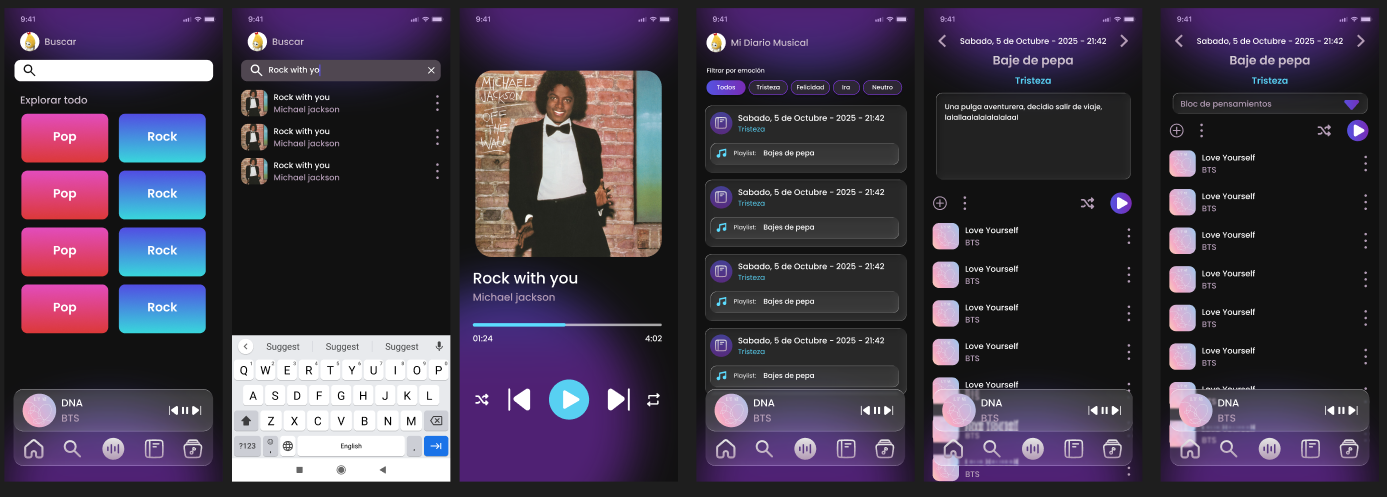 9:41
Buscar
Explorar todo
Pop Rock
Pop Rock
Pop Rock
Pop Rock
DNA
BTS
9:41
Buscar
Rock with yo
Rock with you
Michael jackson
Rock with you
Michael jackson
Rock with you
Michael jackson
Suggest Suggest Suggest
Q W E R T Y U I O P
A S D F G H J K L
Z X C V B N M
?123 , English .
9:41
MICHAEL
JACKSON
OFF
THE
WALL
Rock with you
Michael jackson
01:24 4:02
9:41
Mi Diario Musical
Filtrar por emoción
Todos Tristeza Felicidad Ira Neutro
Sabado, 5 de Octubre - 2025 - 21:42
Tristeza
Playlist: Bajes de pepa
Sabado, 5 de Octubre - 2025 - 21:42
Tristeza
Playlist: Bajes de pepa
Sabado, 5 de Octubre - 2025 - 21:42
Tristeza
Playlist: Bajes de pepa
Sabado, 5 de Octubre - 2025 - 21:42
Tristeza
Playlist: Bajes de pepa
DNA
BTS
9:41
Sabado, 5 de Octubre - 2025 - 21:42
Baje de pepa
Tristeza
Una pulga aventurera, decidio salir de viaje,
Love Yourself
BTS
Love Yourself
BTS
Love Yourself
BTS
Love Yourself
BTS
Love Yourself
DNA
BTS
BTS
9:41
Sabado, 5 de Octubre - 2025 - 21:42
Baje de pepa
Tristeza
Bloc de pensamientos
Love Yourself
BTS
Love Yourself
BTS
Love Yourself
BTS
Love Yourself
BTS
Love Yourself
BTS
Love Yourself
BTS
Love Yourself
DNA
BTS